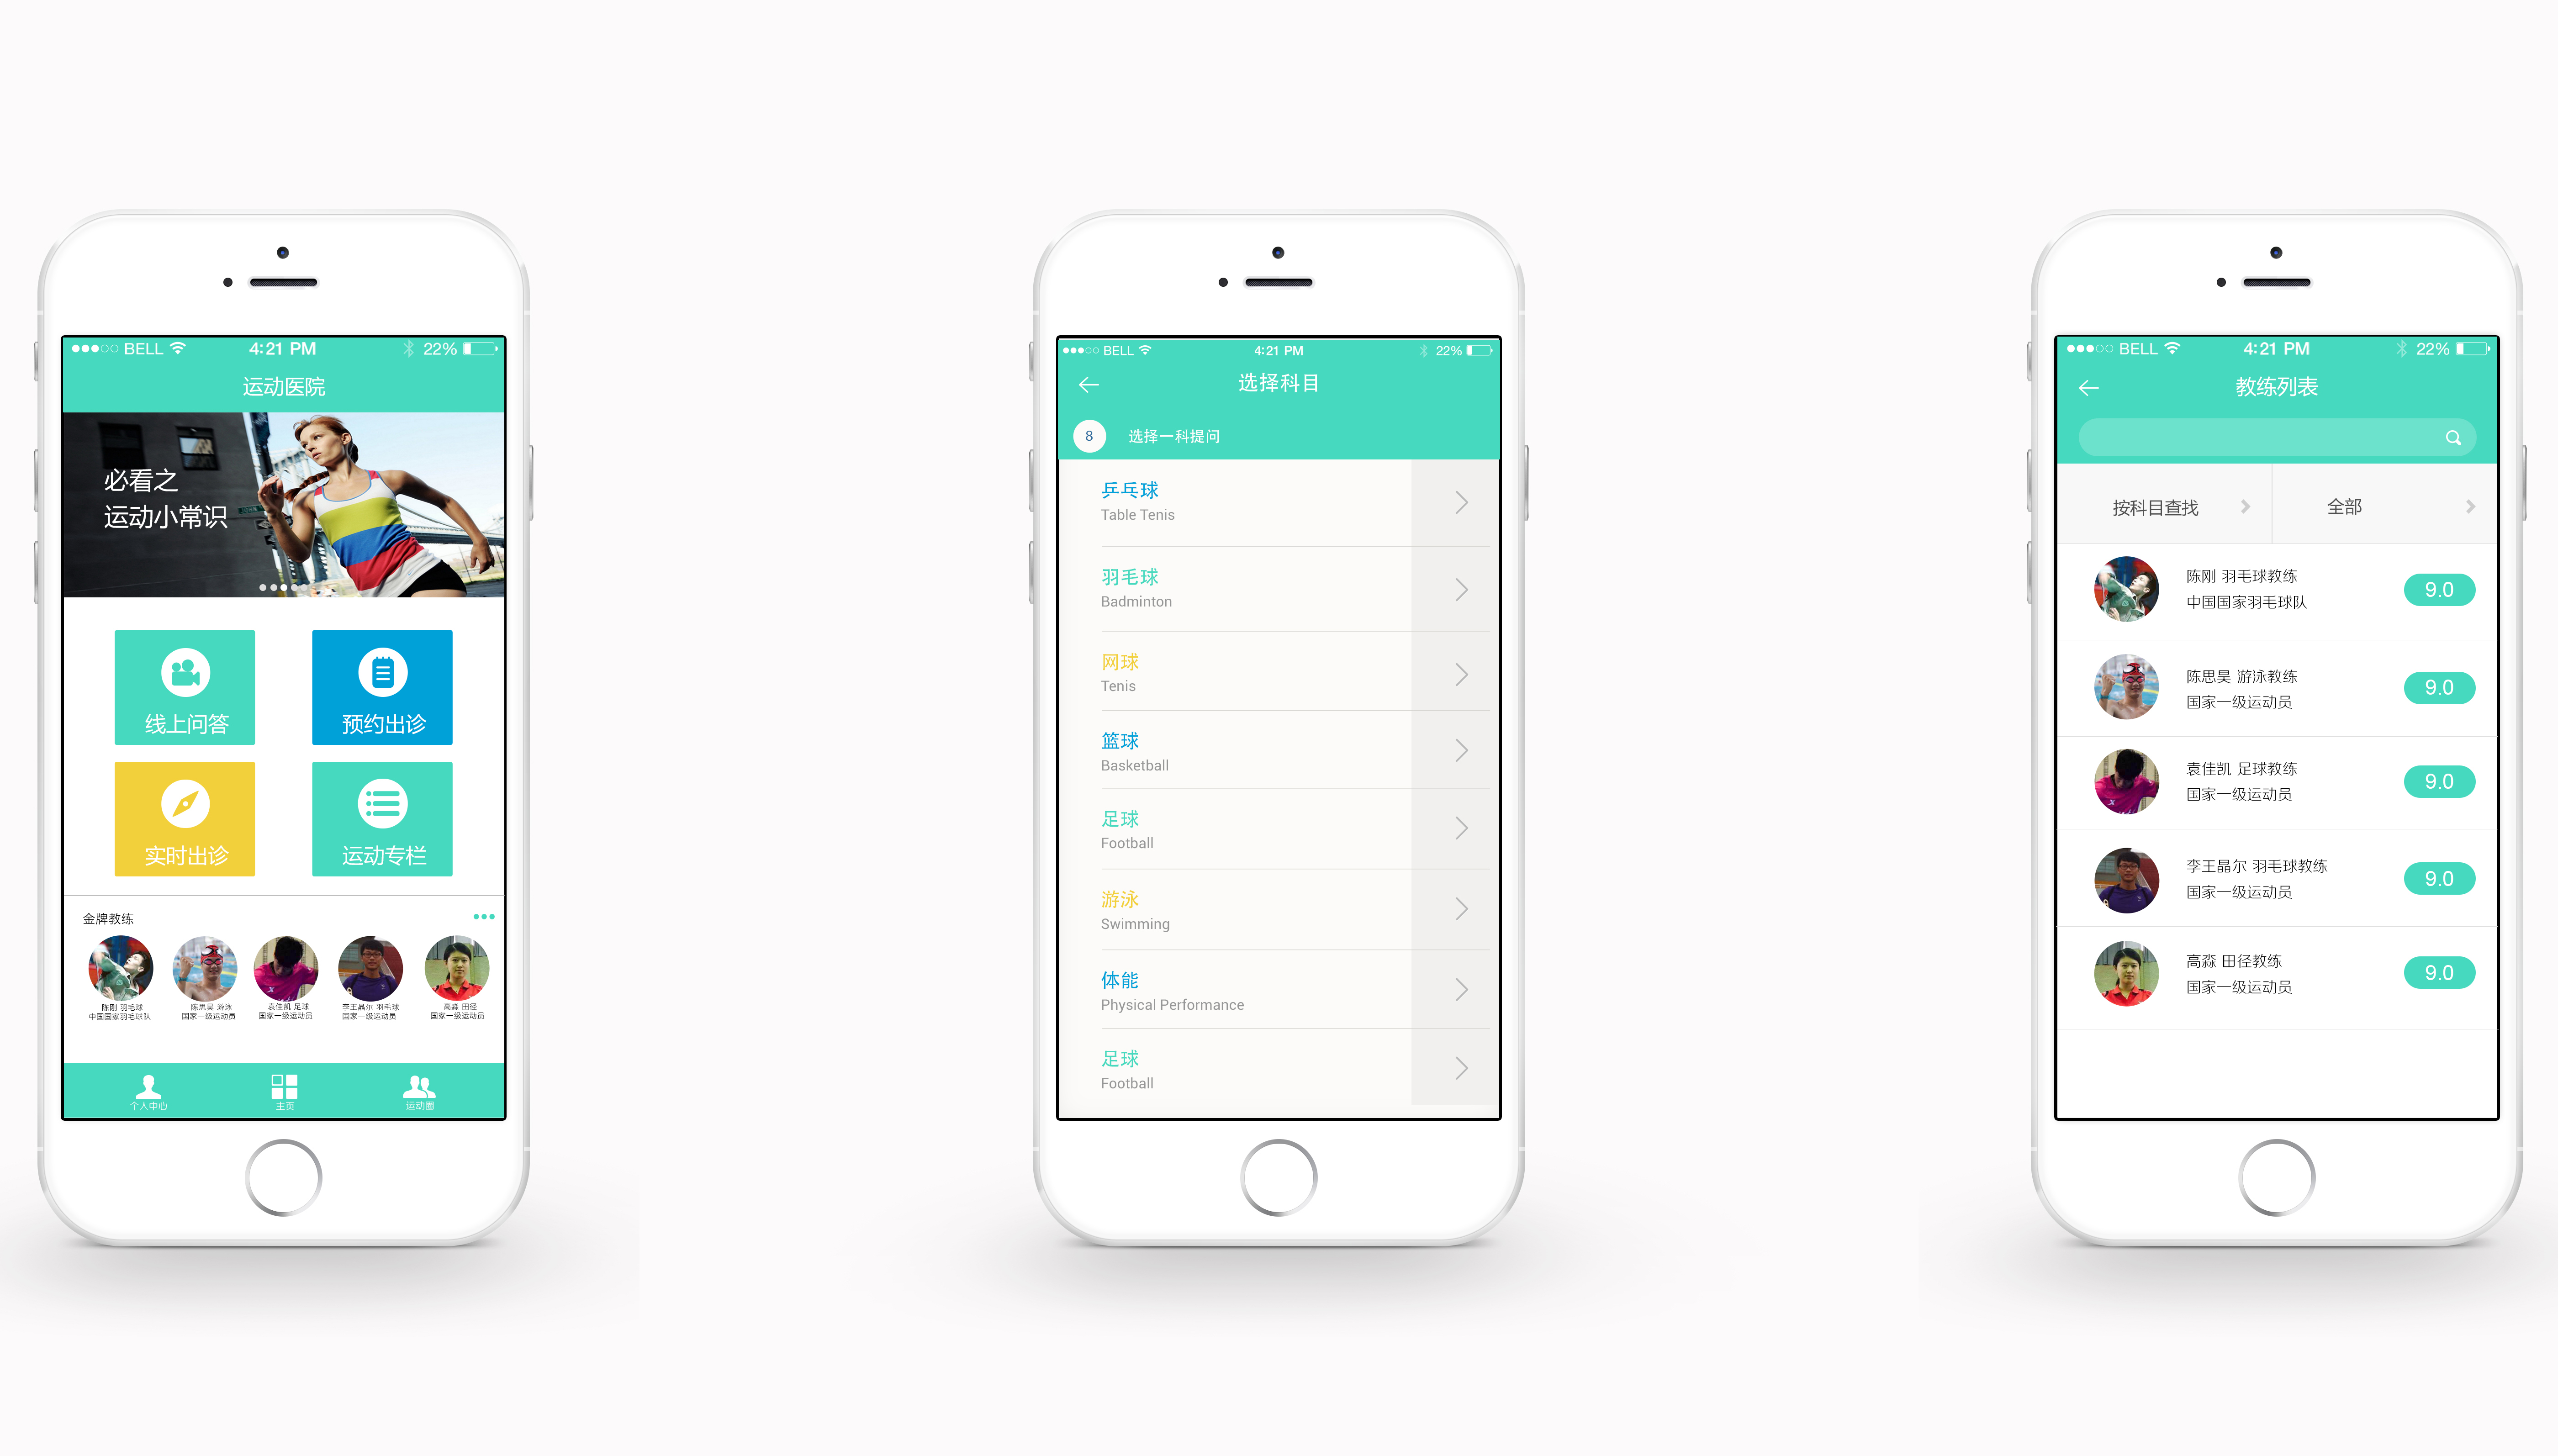 BELL
4:21 PM
22%
运动医院
必看之
运动小常识
线上问答
预约出诊
实时出诊
运动专栏
金牌教练
陈刚 羽毛球
中国国家羽毛球队
陈思昊 游泳
国家一级运动员
袁佳凯 足球
国家一级运动员
李王晶尔 羽毛球
国家一级运动员
高淼 田径
国家一级运动员
个人中心
主页
运动圈
BELL
4:21 PM
22%
选择科目
8
选择一科提问
乒乓球
Table Tenis
羽毛球
Badminton
网球
Tenis
篮球
Basketball
足球
Football
游泳
Swimming
体能
Physical Performance
足球
Football
BELL
4:21 PM
22%
教练列表
按科目查找
全部
陈刚 羽毛球教练
中国国家羽毛球队
9.0
陈思昊 游泳教练
国家一级运动员
9.0
袁佳凯 足球教练
国家一级运动员
9.0
李王晶尔 羽毛球教练
国家一级运动员
9.0
高淼 田径教练
国家一级运动员
9.0